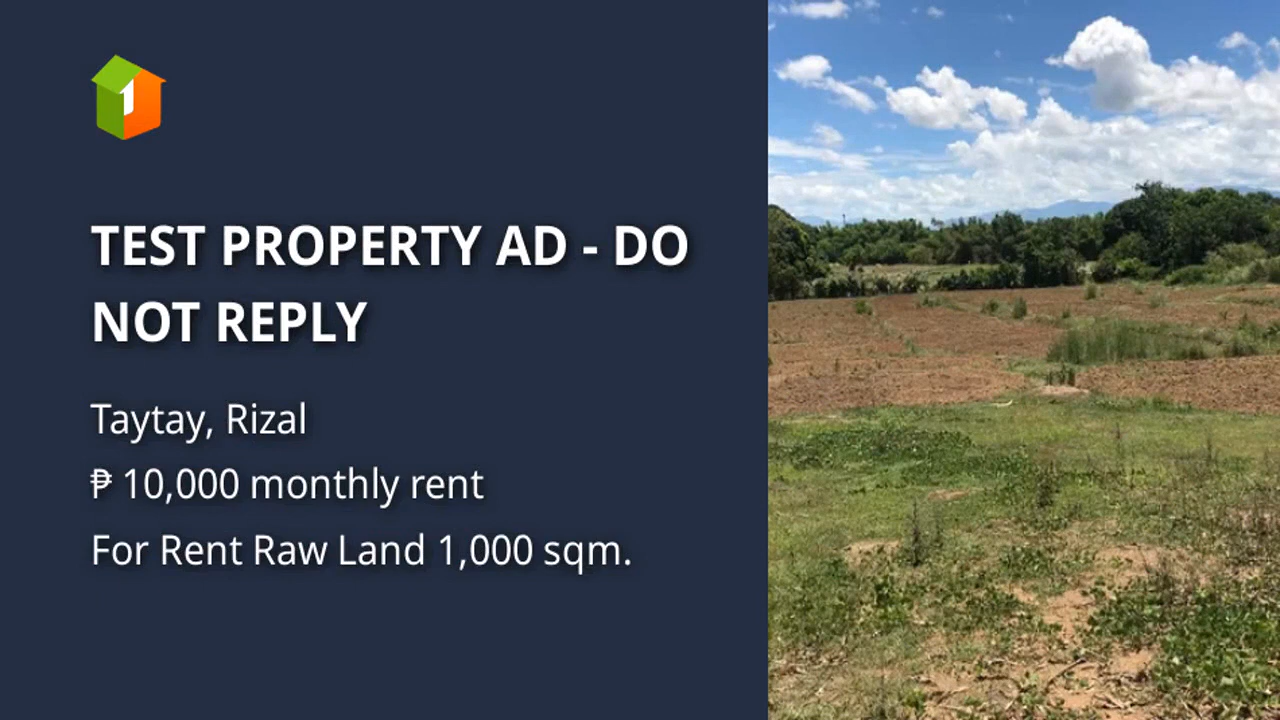 TEST PROPERTY AD - DO
NOT REPLY
Taytay, Rizal
₱ 10,000 monthly rent
For Rent Raw Land 1,000 sqm.